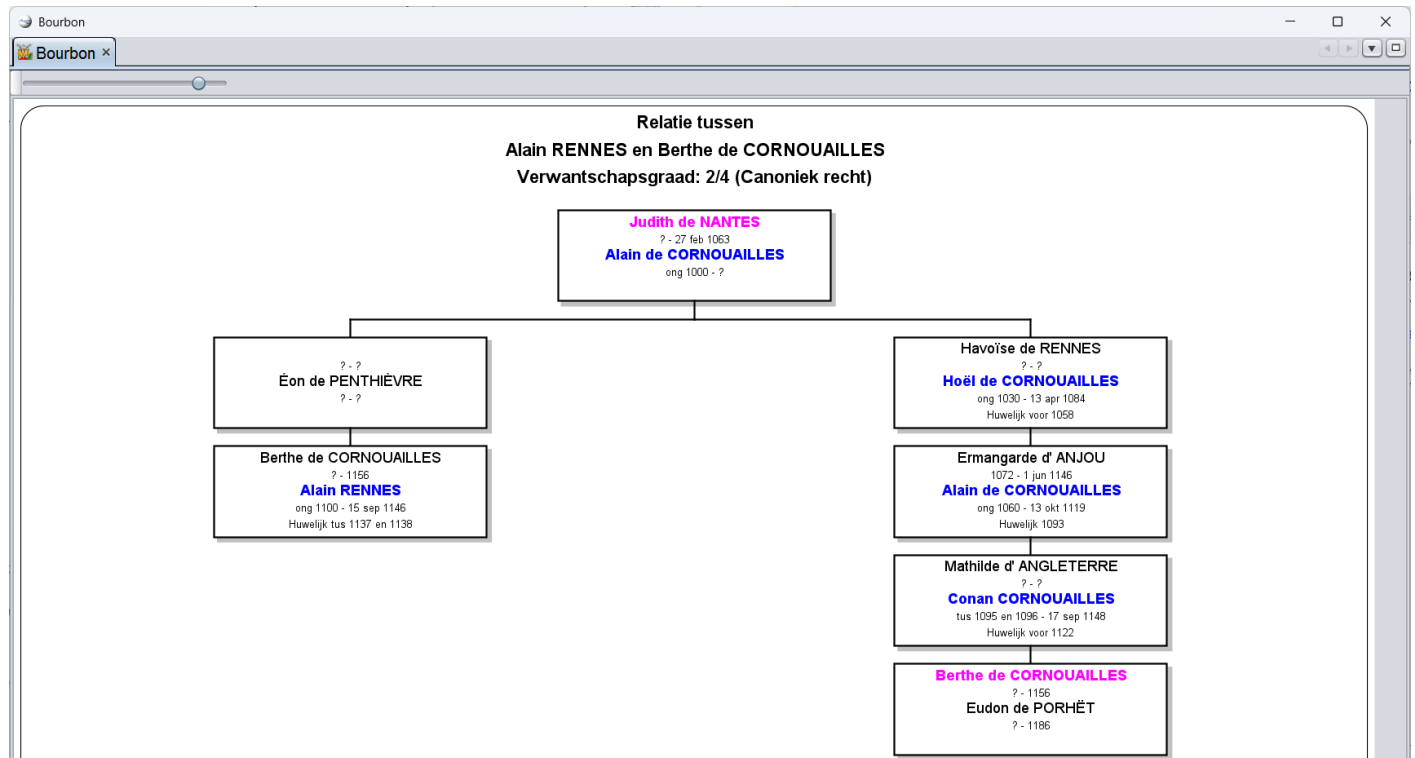 Bourbon
Bourbon
Relatie tussen
Alain RENNES en Berthe de CORNOUAILLES
Verwantschapsgraad: 2/4 (Canoniek recht)
Judith de NANTES
? - 27 feb 1063
Alain de CORNOUAILLES
ong 1000 - ?
? - ?
Éon de PENTHIÈVRE
? - ?
Havoïse de RENNES
? - ?
Hoël de CORNOUAILLES
ong 1030 - 13 apr 1084
Huwelijk voor 1058
Berthe de CORNOUAILLES
? - 1156
Alain RENNES
ong 1100 - 15 sep 1146
Huwelijk tus 1137 en 1138
Ermangarde d' ANJOU
1072 - 1 jun 1146
Alain de CORNOUAILLES
ong 1060 - 13 okt 1119
Huwelijk 1093
Mathilde d' ANGLETERRE
? - ?
Conan CORNOUAILLES
tus 1095 en 1096 - 17 sep 1148
Huwelijk voor 1122
Berthe de CORNOUAILLES
? - 1156
Eudon de PORHËT
? - 1186